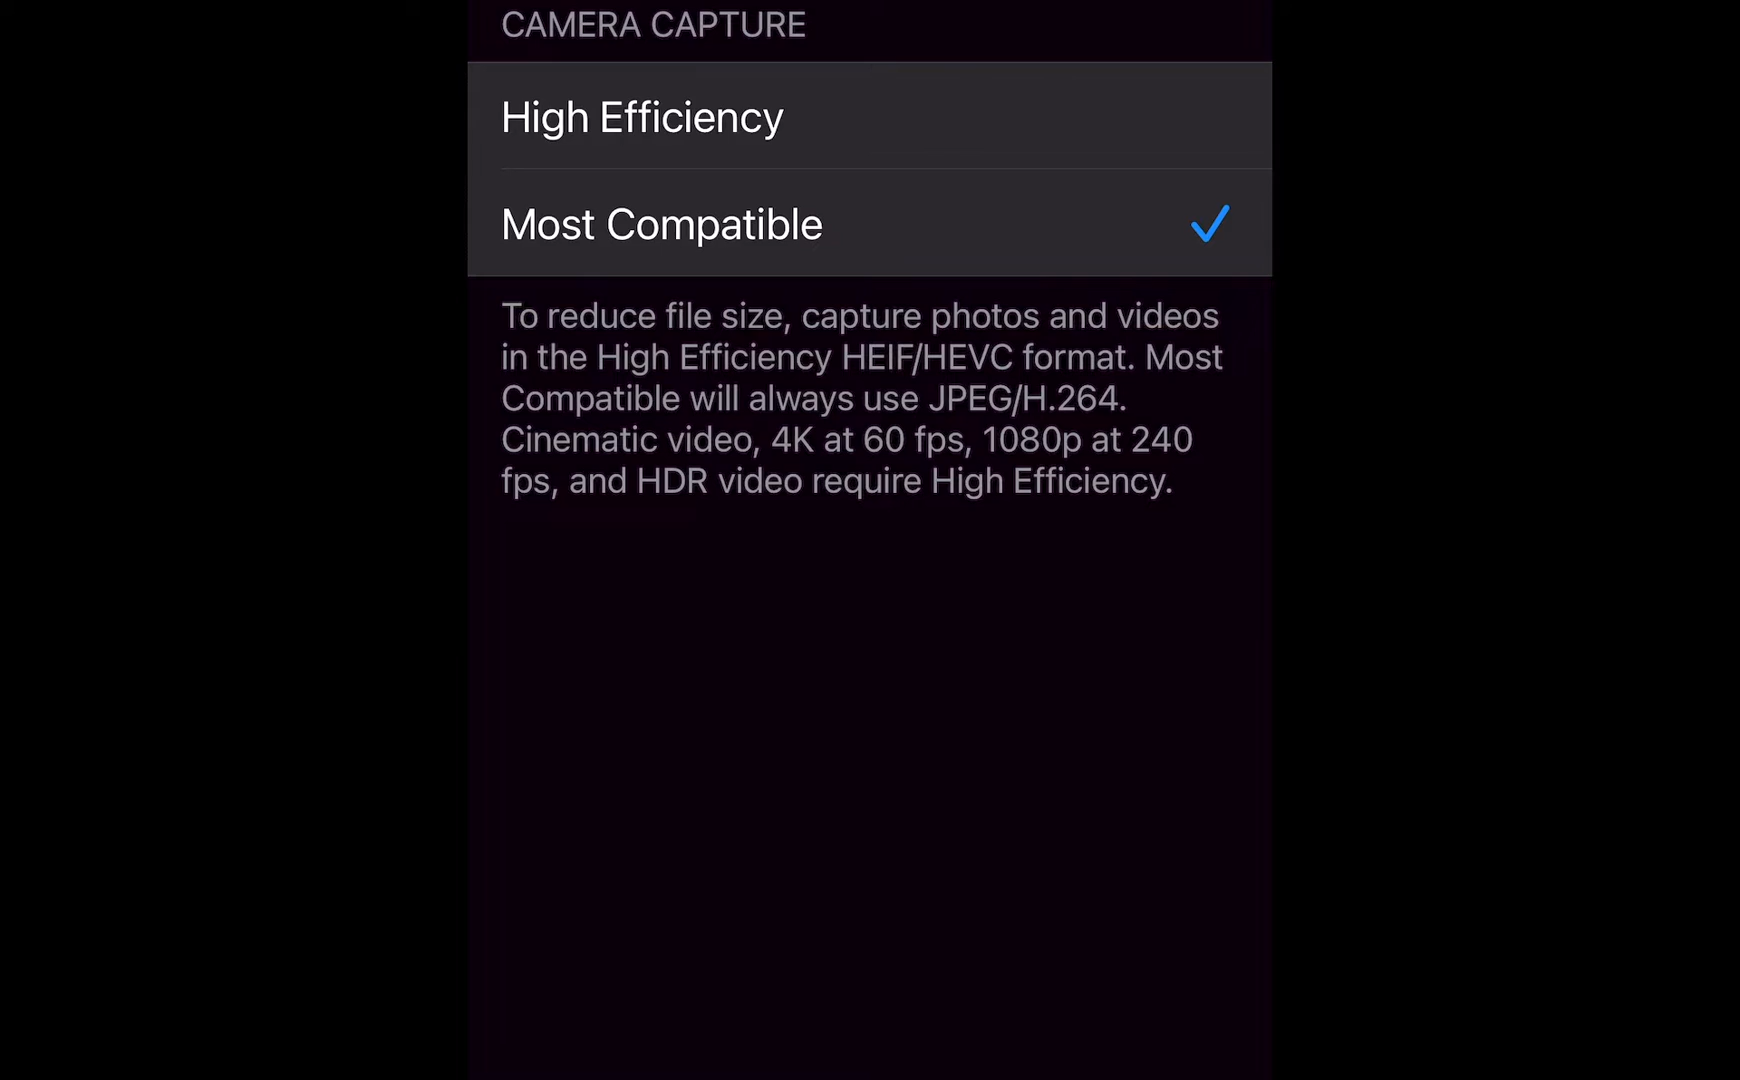 CAMERA CAPTURE
High Efficiency
Most Compatible
To reduce file size, capture photos and videos
in the High Efficiency HEIF/HEVC format. Most
Compatible will always use JPEG/H.264.
Cinematic video, 4K at 60 fps, 1080p at 240
fps, and HDR video require High Efficiency.